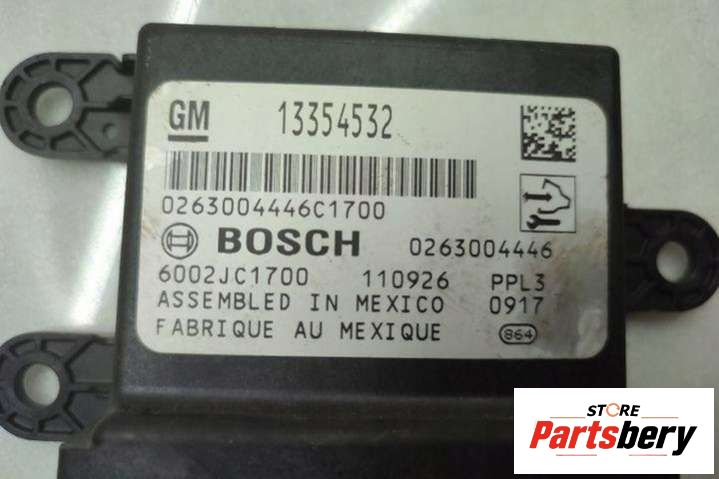 GM 13354532
0263004446C1700
BOSCH 0263004446
6002JC1700 110926 PPL3
ASSEMBLED IN MEXICO 0917
FABRIQUE AU MEXIQUE 864
STORE
Partsbery